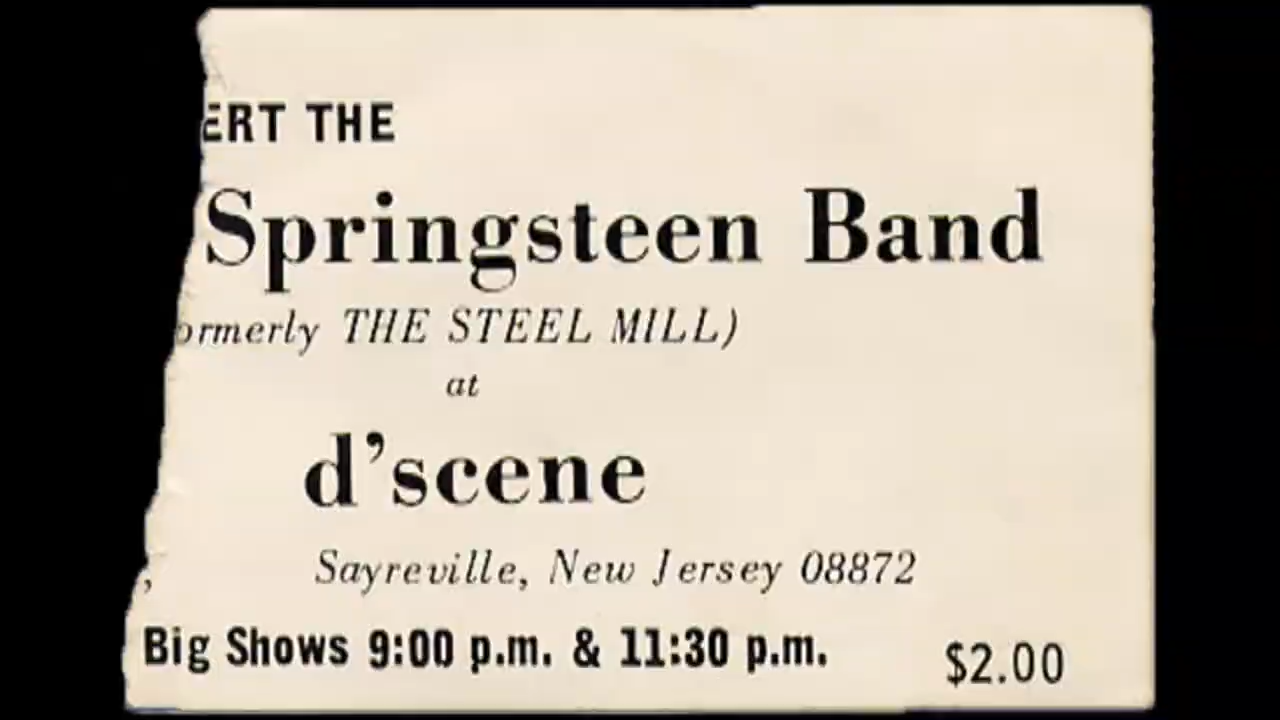 ERT THE
Springsteen Band
ormerly THE STEEL MILL)
at
d'scene
, Sayreville, New Jersey 08872
Big Shows 9:00 p.m. & 11:30 p.m. $2.00